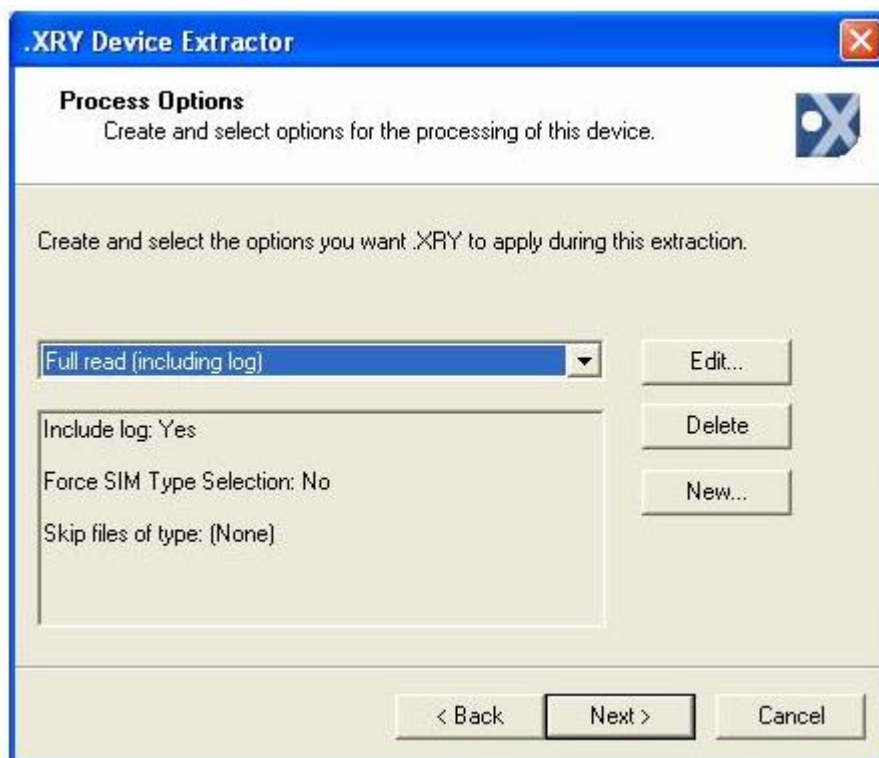 .XRY Device Extractor
Process Options
Create and select options for the processing of this device.
Create and select the options you want .XRY to apply during this extraction.
Full read (including log)
Edit...
Include log: Yes
Delete
Force SIM Type Selection: No
New...
Skip files of type: (None)
< Back
Next >
Cancel